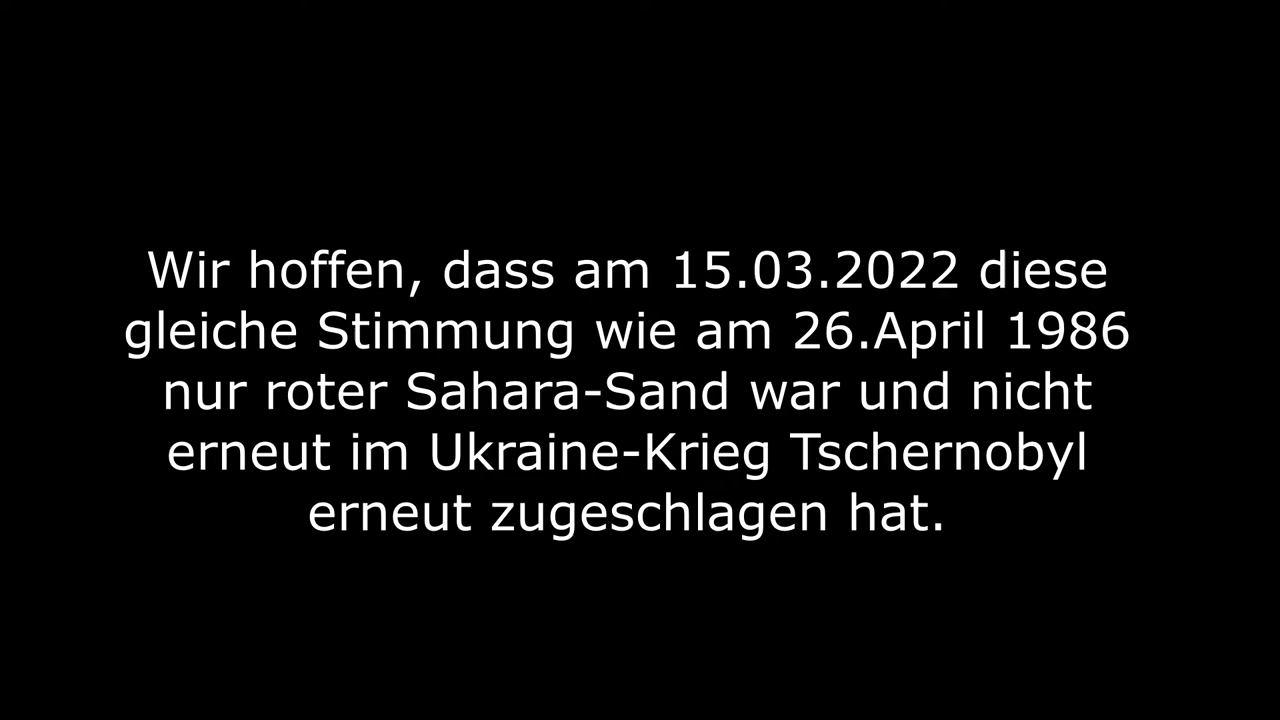 Wir hoffen, dass am 15.03.2022 diese
gleiche Stimmung wie am 26.April 1986
nur roter Sahara-Sand war und nicht
erneut im Ukraine-Krieg Tschernobyl
erneut zugeschlagen hat.